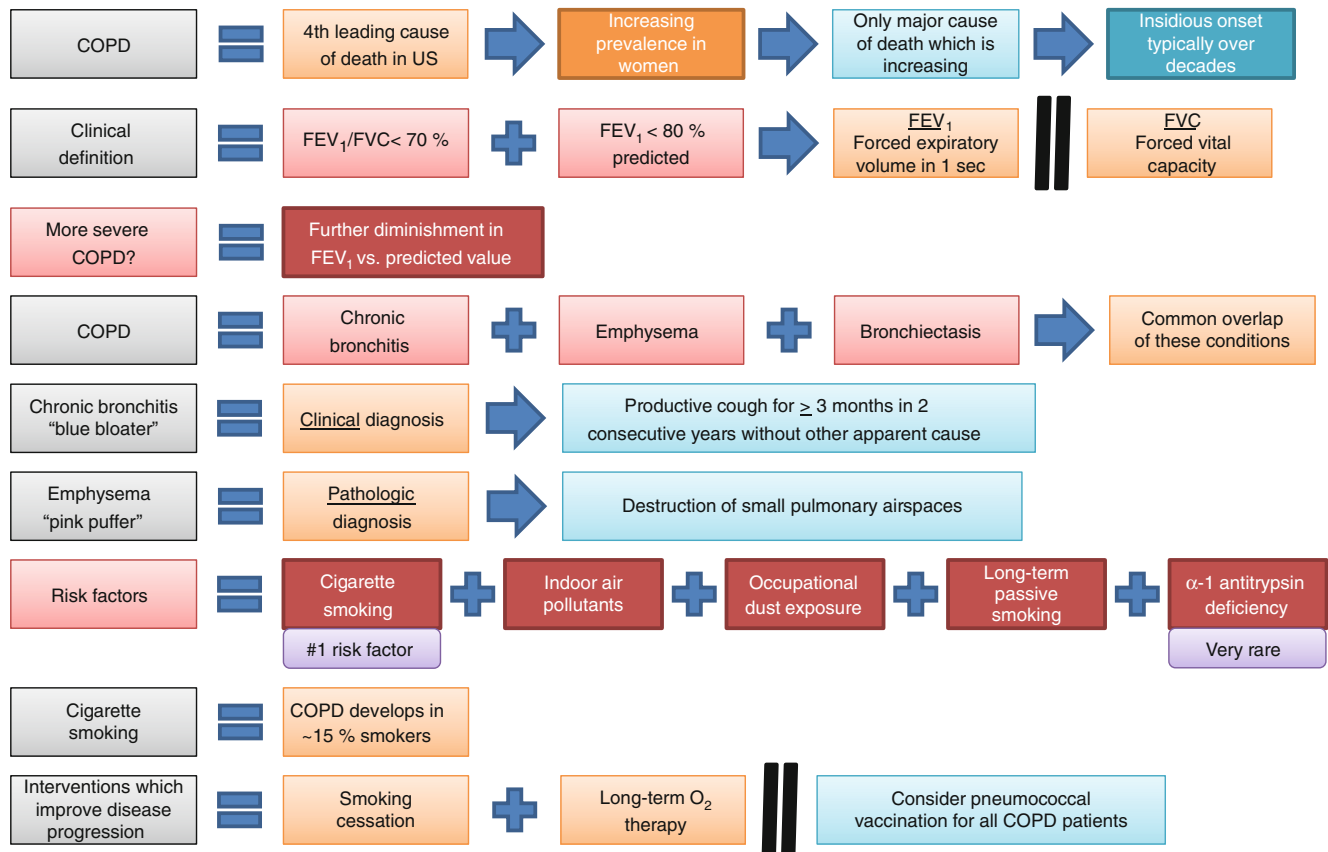 COPD
4th leading cause
of death in US
Increasing
prevalence in
women
Only major cause
of death which is
increasing
Insidious onset
typically over
decades
Clinical
definition
FEV₁/FVC< 70 %
FEV₁ < 80 %
predicted
FEV₁
Forced expiratory
volume in 1 sec
FVC
Forced vital
capacity
More severe
COPD?
Further diminishment in
FEV₁ vs. predicted value
COPD
Chronic
bronchitis
Emphysema
Bronchiectasis
Common overlap
of these conditions
Chronic bronchitis
“blue bloater”
Clinical diagnosis
Productive cough for ≥ 3 months in 2
consecutive years without other apparent cause
Emphysema
“pink puffer”
Pathologic
diagnosis
Destruction of small pulmonary airspaces
Risk factors
Cigarette
smoking
#1 risk factor
Indoor air
pollutants
Occupational
dust exposure
Long-term
passive
smoking
α-1 antitrypsin
deficiency
Very rare
Cigarette
smoking
COPD develops in
~15 % smokers
Interventions which
improve disease
progression
Smoking
cessation
Long-term O₂
therapy
Consider pneumococcal
vaccination for all COPD patients